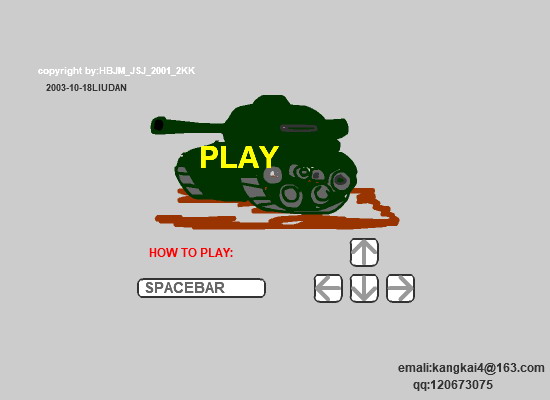 copyright by:HBJM_JSJ_2001_2KK
2003-10-18LIUDAN
PLAY
HOW TO PLAY:
SPACEBAR
emali:kangkai4@163.com
qq:120673075